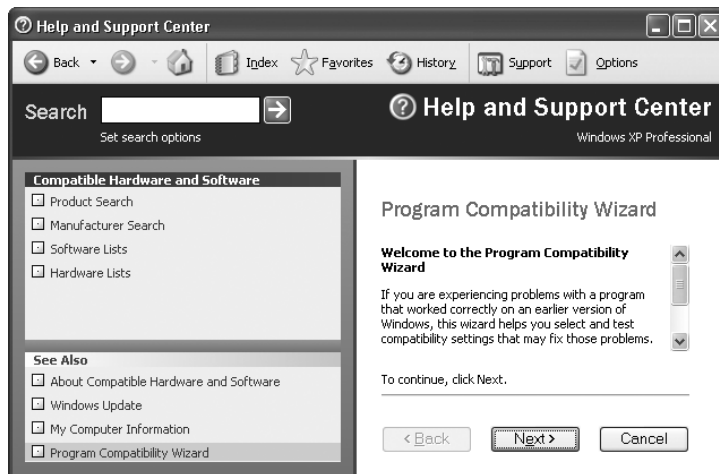 Help and Support Center
Back Index Favorites History Support Options
Search
Set search options
Help and Support Center
Windows XP Professional
Compatible Hardware and Software
Product Search
Manufacturer Search
Software Lists
Hardware Lists
See Also
About Compatible Hardware and Software
Windows Update
My Computer Information
Program Compatibility Wizard
Program Compatibility Wizard
Welcome to the Program Compatibility
Wizard
If you are experiencing problems with a program
that worked correctly on an earlier version of
Windows, this wizard helps you select and test
compatibility settings that may fix those problems.
To continue, click Next.
< Back Next > Cancel